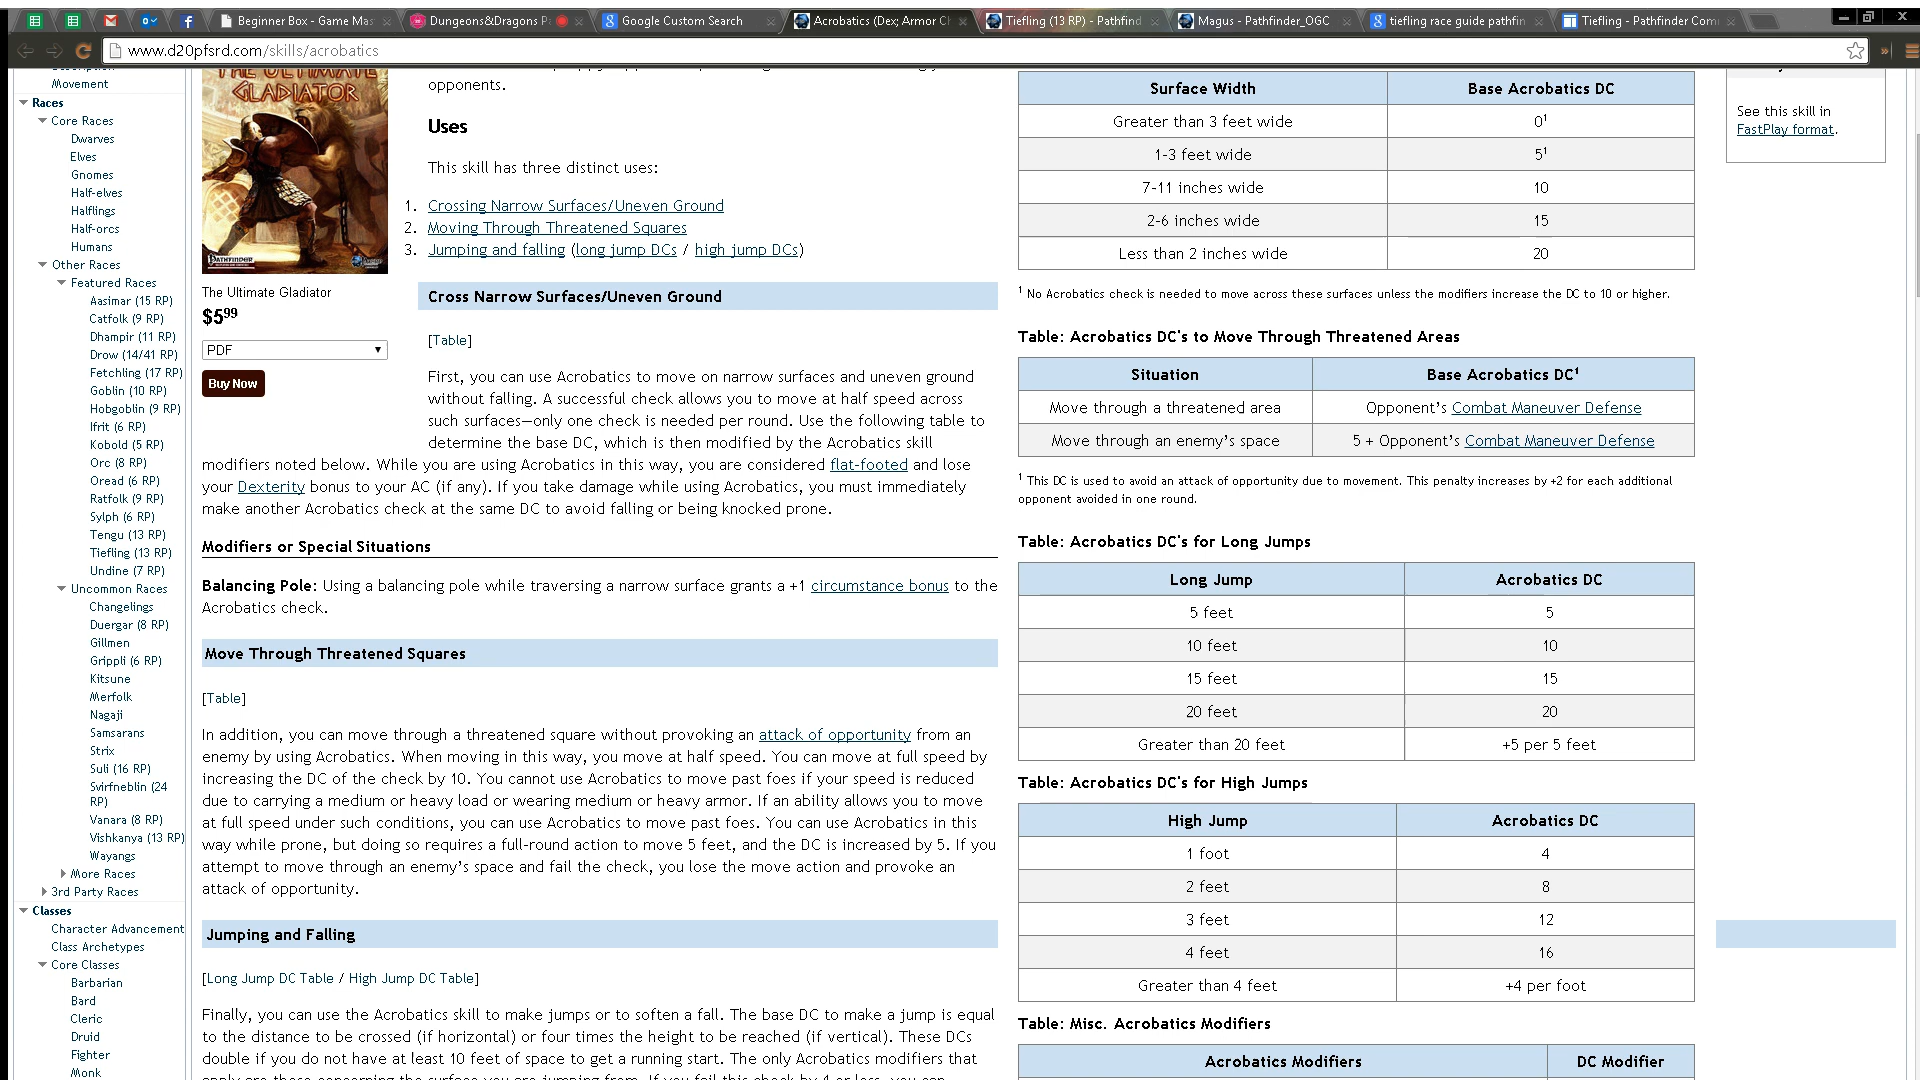 Beginner Box - Game Mas
Dungeons&Dragons Pa
Google Custom Search
Acrobatics (Dex; Armor Ch
Tiefling (13 RP) - Pathfind
Magus - Pathfinder_OGC
tiefling race guide pathfin
Tiefling - Pathfinder Com
www.d20pfsrd.com/skills/acrobatics
Movement
Races
Core Races
Dwarves
Elves
Gnomes
Half-elves
Halflings
Half-orcs
Humans
Other Races
Featured Races
Aasimar (15 RP)
Catfolk (9 RP)
Dhampir (11 RP)
Drow (14/41 RP)
Fetchling (17 RP)
Goblin (10 RP)
Hobgoblin (9 RP)
Ifrit (6 RP)
Kobold (5 RP)
Orc (8 RP)
Oread (6 RP)
Ratfolk (9 RP)
Sylph (6 RP)
Tengu (13 RP)
Tiefling (13 RP)
Undine (7 RP)
Uncommon Races
Changelings
Duergar (8 RP)
Gillmen
Grippli (6 RP)
Kitsune
Merfolk
Nagaji
Samsarans
Strix
Suli (16 RP)
Svirfneblin (24
RP)
Vanara (8 RP)
Vishkanya (13 RP)
Wayangs
More Races
3rd Party Races
Classes
Character Advancement
Class Archetypes
Core Classes
Barbarian
Bard
Cleric
Druid
Fighter
Monk
THE ULTIMATE
GLADIATOR
PATHFINDER
The Ultimate Gladiator
$5.99
PDF
Buy Now
opponents.
Uses
This skill has three distinct uses:
1. Crossing Narrow Surfaces/Uneven Ground
2. Moving Through Threatened Squares
3. Jumping and falling (long jump DCs / high jump DCs)
Cross Narrow Surfaces/Uneven Ground
[Table]
First, you can use Acrobatics to move on narrow surfaces and uneven ground
without falling. A successful check allows you to move at half speed across
such surfaces—only one check is needed per round. Use the following table to
determine the base DC, which is then modified by the Acrobatics skill
modifiers noted below. While you are using Acrobatics in this way, you are considered flat-footed and lose
your Dexterity bonus to your AC (if any). If you take damage while using Acrobatics, you must immediately
make another Acrobatics check at the same DC to avoid falling or being knocked prone.
Modifiers or Special Situations
Balancing Pole: Using a balancing pole while traversing a narrow surface grants a +1 circumstance bonus to the
Acrobatics check.
Move Through Threatened Squares
[Table]
In addition, you can move through a threatened square without provoking an attack of opportunity from an
enemy by using Acrobatics. When moving in this way, you move at half speed. You can move at full speed by
increasing the DC of the check by 10. You cannot use Acrobatics to move past foes if your speed is reduced
due to carrying a medium or heavy load or wearing medium or heavy armor. If an ability allows you to move
at full speed under such conditions, you can use Acrobatics to move past foes. You can use Acrobatics in this
way while prone, but doing so requires a full-round action to move 5 feet, and the DC is increased by 5. If you
attempt to move through an enemy's space and fail the check, you lose the move action and provoke an
attack of opportunity.
Jumping and Falling
[Long Jump DC Table / High Jump DC Table]
Finally, you can use the Acrobatics skill to make jumps or to soften a fall. The base DC to make a jump is equal
to the distance to be crossed (if horizontal) or four times the height to be reached (if vertical). These DCs
double if you do not have at least 10 feet of space to get a running start. The only Acrobatics modifiers that
Surface Width Base Acrobatics DC
Greater than 3 feet wide 0¹
1-3 feet wide 5¹
7-11 inches wide 10
2-6 inches wide 15
Less than 2 inches wide 20
¹ No Acrobatics check is needed to move across these surfaces unless the modifiers increase the DC to 10 or higher.
Table: Acrobatics DC's to Move Through Threatened Areas
Situation Base Acrobatics DC¹
Move through a threatened area Opponent's Combat Maneuver Defense
Move through an enemy's space 5 + Opponent's Combat Maneuver Defense
¹ This DC is used to avoid an attack of opportunity due to movement. This penalty increases by +2 for each additional
opponent avoided in one round.
Table: Acrobatics DC's for Long Jumps
Long Jump Acrobatics DC
5 feet 5
10 feet 10
15 feet 15
20 feet 20
Greater than 20 feet +5 per 5 feet
Table: Acrobatics DC's for High Jumps
High Jump Acrobatics DC
1 foot 4
2 feet 8
3 feet 12
4 feet 16
Greater than 4 feet +4 per foot
Table: Misc. Acrobatics Modifiers
Acrobatics Modifiers DC Modifier
See this skill in
FastPlay format.